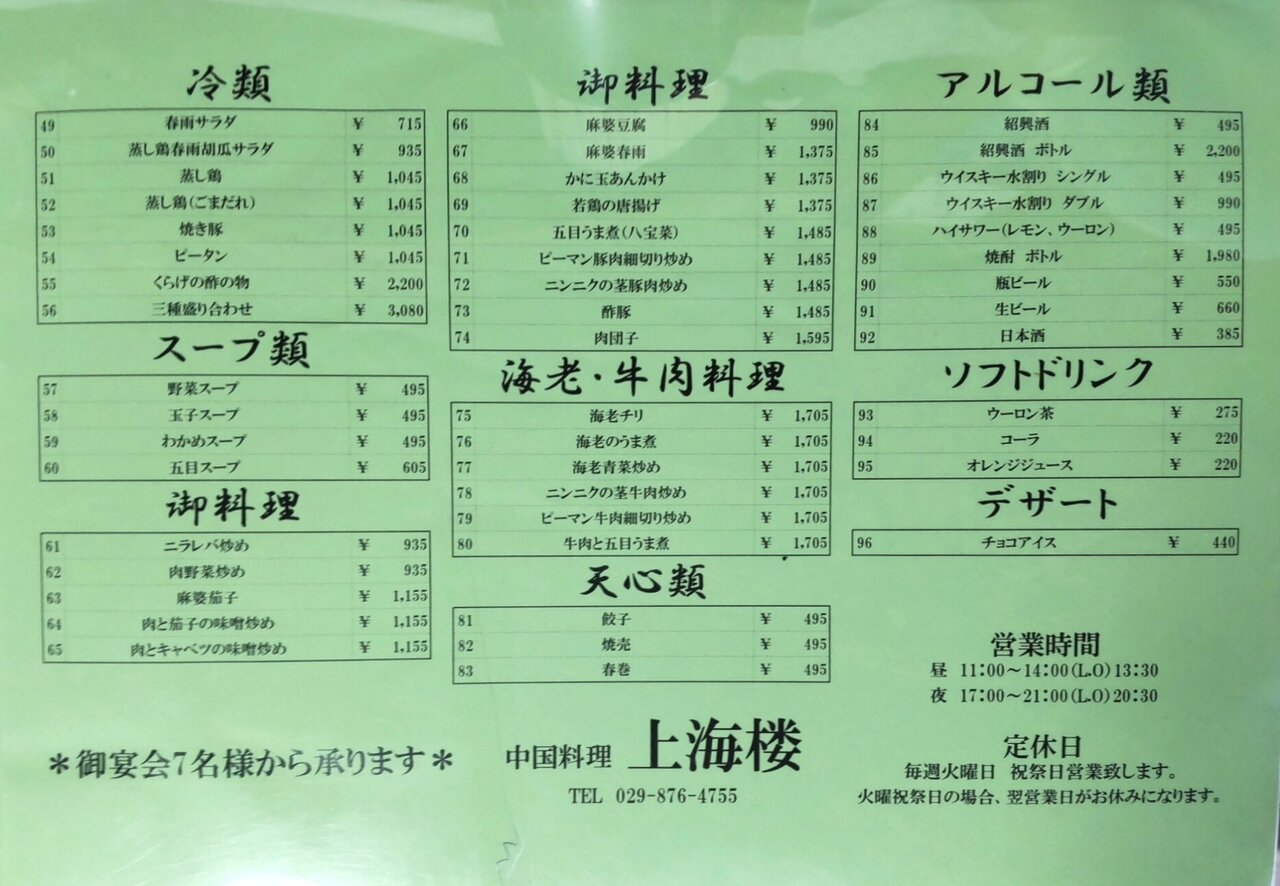 冷類
49 春雨サラダ ¥ 715
50 蒸し鶏春雨胡瓜サラダ ¥ 935
51 蒸し鶏 ¥ 1,045
52 蒸し鶏(ごまだれ) ¥ 1,045
53 焼き豚 ¥ 1,045
54 ピータン ¥ 1,045
55 くらげの酢の物 ¥ 2,200
56 三種盛り合わせ ¥ 3,080
スープ類
57 野菜スープ ¥ 495
58 玉子スープ ¥ 495
59 わかめスープ ¥ 495
60 五目スープ ¥ 605
御料理
61 ニラレバ炒め ¥ 935
62 肉野菜炒め ¥ 935
63 麻婆茄子 ¥ 1,155
64 肉と茄子の味噌炒め ¥ 1,155
65 肉とキャベツの味噌炒め ¥ 1,155
＊御宴会7名様から承ります＊
御料理
66 麻婆豆腐 ¥ 990
67 麻婆春雨 ¥ 1,375
68 かに玉あんかけ ¥ 1,375
69 若鶏の唐揚げ ¥ 1,375
70 五目うま煮(八宝菜) ¥ 1,485
71 ピーマン豚肉細切り炒め ¥ 1,485
72 ニンニクの茎豚肉炒め ¥ 1,485
73 酢豚 ¥ 1,485
74 肉団子 ¥ 1,595
海老・牛肉料理
75 海老チリ ¥ 1,705
76 海老のうま煮 ¥ 1,705
77 海老青菜炒め ¥ 1,705
78 ニンニクの茎牛肉炒め ¥ 1,705
79 ピーマン牛肉細切り炒め ¥ 1,705
80 牛肉と五目うま煮 ¥ 1,705
天心類
81 餃子 ¥ 495
82 焼売 ¥ 495
83 春巻 ¥ 495
中国料理 上海楼
TEL 029-876-4755
アルコール類
84 紹興酒 ¥ 495
85 紹興酒 ボトル ¥ 2,200
86 ウイスキー水割り シングル ¥ 495
87 ウイスキー水割り ダブル ¥ 990
88 ハイサワー(レモン、ウーロン) ¥ 495
89 焼酎 ボトル ¥ 1,980
90 瓶ビール ¥ 550
91 生ビール ¥ 660
92 日本酒 ¥ 385
ソフトドリンク
93 ウーロン茶 ¥ 275
94 コーラ ¥ 220
95 オレンジジュース ¥ 220
デザート
96 チョコアイス ¥ 440
営業時間
昼 11:00～14:00(L.O)13:30
夜 17:00～21:00(L.O)20:30
定休日
毎週火曜日 祝祭日営業致します。
火曜祝祭日の場合、翌営業日がお休みになります。